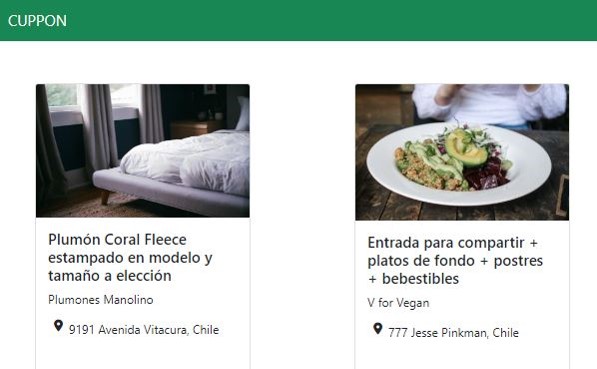 CUPPON
Plumón Coral Fleece
estampado en modelo y
tamaño a elección
Plumones Manolino
9191 Avenida Vitacura, Chile
Entrada para compartir +
platos de fondo + postres
+ bebestibles
V for Vegan
777 Jesse Pinkman, Chile